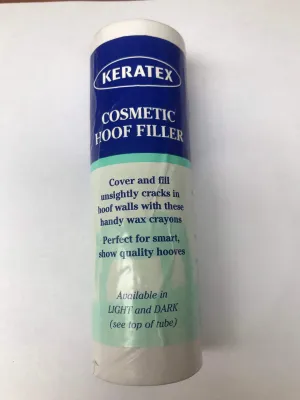 KERATEX
COSMETIC
HOOF FILLER
Cover and fill
unsightly cracks in
hoof walls with these
handy wax crayons
Perfect for smart,
show quality hooves
Available in
LIGHT and DARK
(see top of tube)